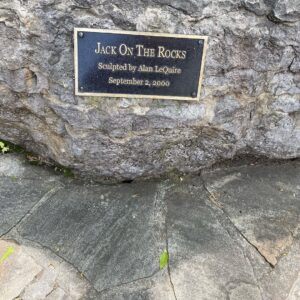 JACK ON THE ROCKS
Sculpted by Alan LeQuire
September 2, 2000